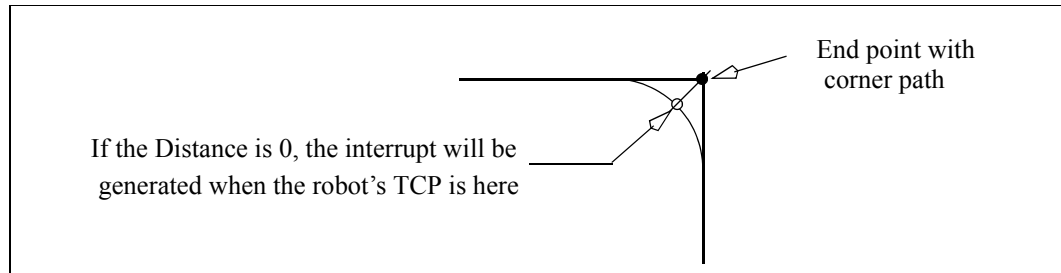 End point with
corner path
If the Distance is 0, the interrupt will be
generated when the robot's TCP is here